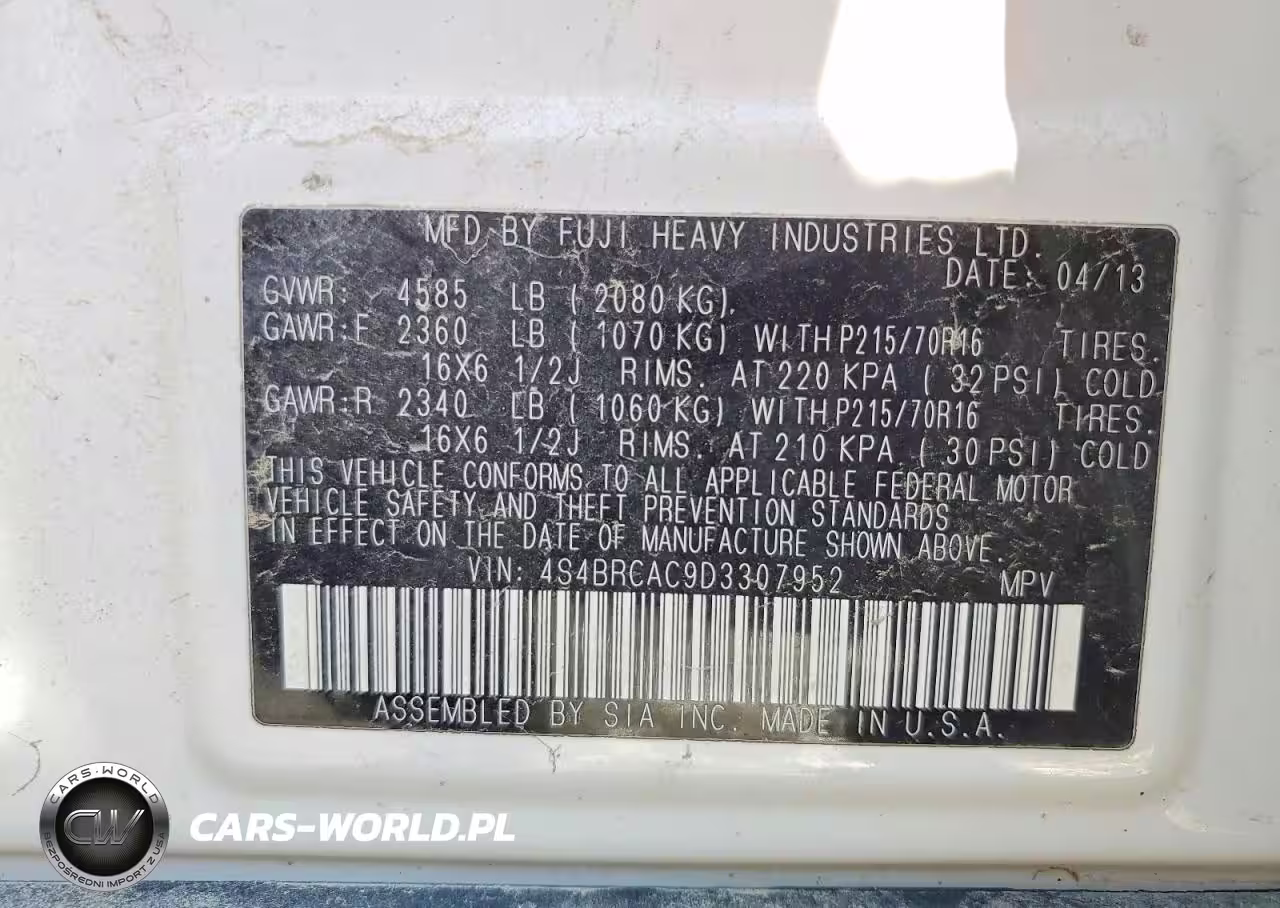 MFD BY FUJI HEAVY INDUSTRIES LTD.
DATE: 04/13
GVWR: 4585 LB ( 2080 KG).
GAWR:F 2360 LB ( 1070 KG) WITH P215/70R16 TIRES.
16X6 1/2J RIMS. AT 220 KPA ( 32 PSI) COLD
GAWR:R 2340 LB ( 1060 KG) WITH P215/70R16 TIRES.
16X6 1/2J RIMS. AT 210 KPA ( 30 PSI) COLD
THIS VEHICLE CONFORMS TO ALL APPLICABLE FEDERAL MOTOR
VEHICLE SAFETY AND THEFT PREVENTION STANDARDS
IN EFFECT ON THE DATE OF MANUFACTURE SHOWN ABOVE.
VIN: 4S4BRCAC9D3307952 MPV
ASSEMBLED BY SIA INC. MADE IN U.S.A.
CARS-WORLD
CW
BEZPOŚREDNI IMPORT Z USA
CARS-WORLD.PL